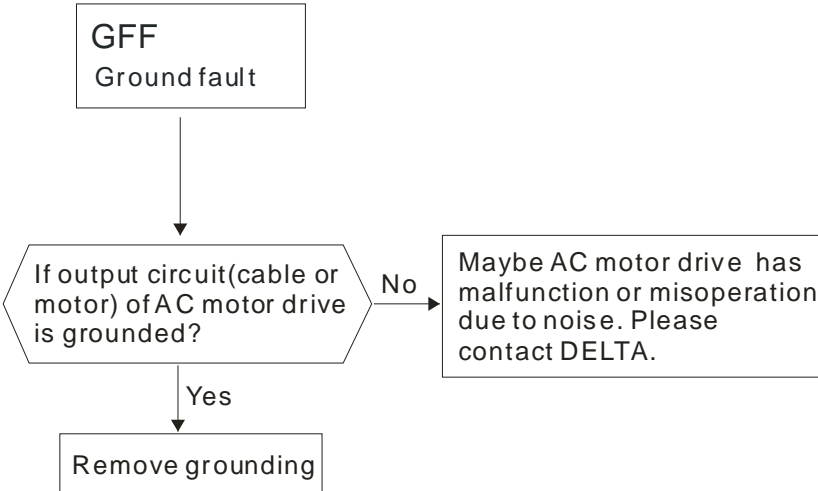 GFF
Ground fault
If output circuit(cable or
motor) of AC motor drive
is grounded?
No
Maybe AC motor drive has
malfunction or misoperation
due to noise. Please
contact DELTA.
Yes
Remove grounding